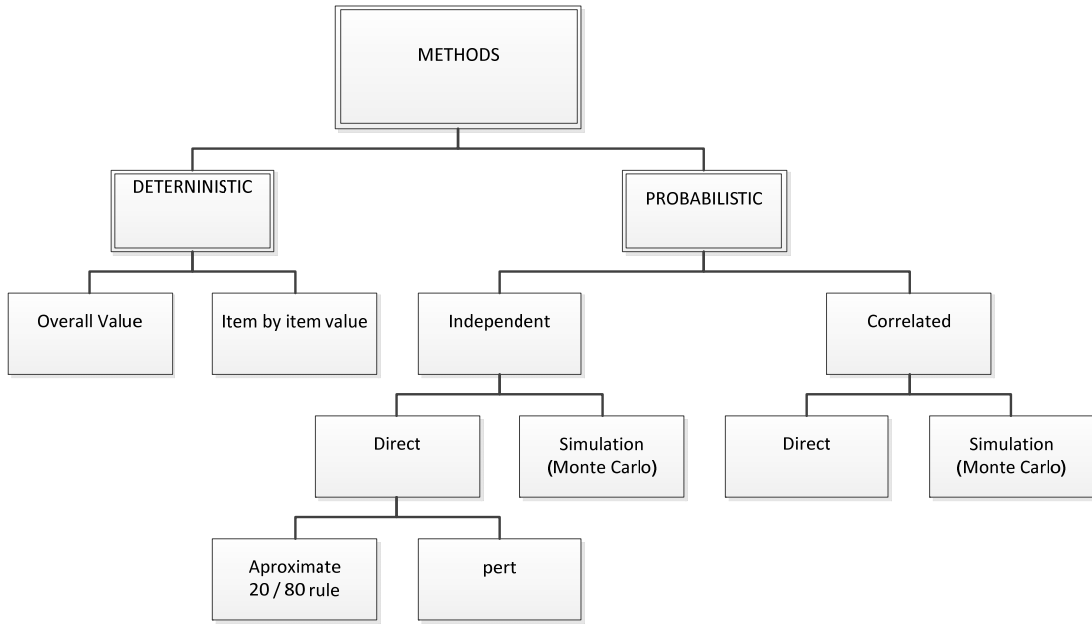 METHODS
DETERNINISTIC
PROBABILISTIC
Overall Value
Item by item value
Independent
Correlated
Direct
Simulation
(Monte Carlo)
Direct
Simulation
(Monte Carlo)
Aproximate
20 / 80 rule
pert